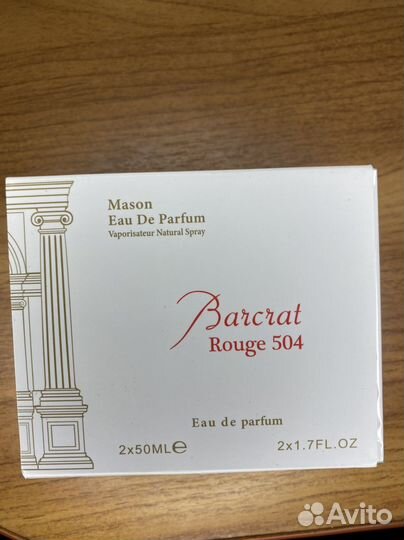 Mason
Eau De Parfum
Vaporisateur Natural Spray
Barcrat
Rouge 504
Eau de parfum
2x50ML℮
2x1.7FL.OZ
Avito